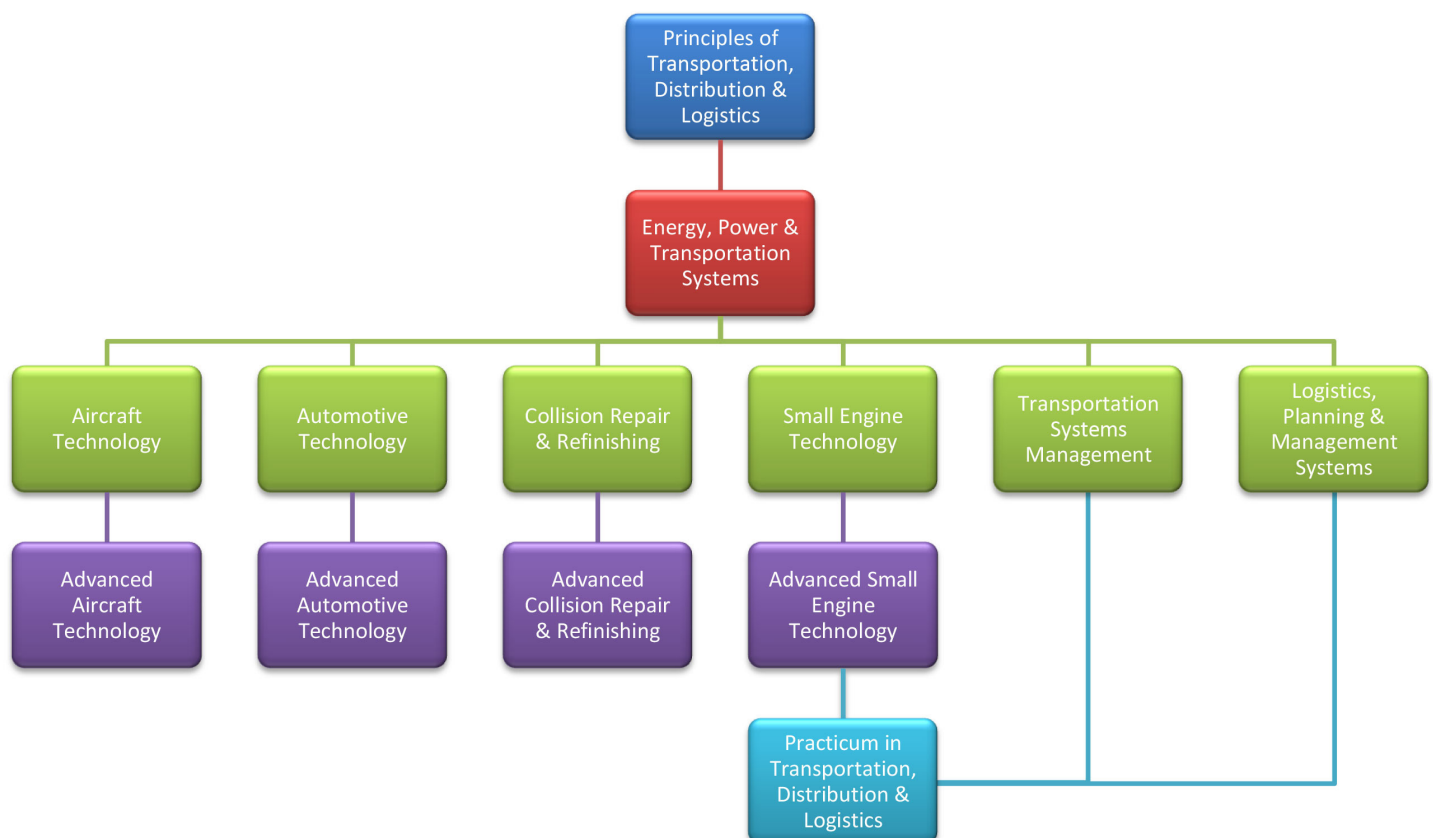 Principles of
Transportation,
Distribution &
Logistics
Energy, Power &
Transportation
Systems
Aircraft
Technology
Automotive
Technology
Collision Repair
& Refinishing
Small Engine
Technology
Transportation
Systems
Management
Logistics,
Planning &
Management
Systems
Advanced
Aircraft
Technology
Advanced
Automotive
Technology
Advanced
Collision Repair
& Refinishing
Advanced Small
Engine
Technology
Practicum in
Transportation,
Distribution &
Logistics